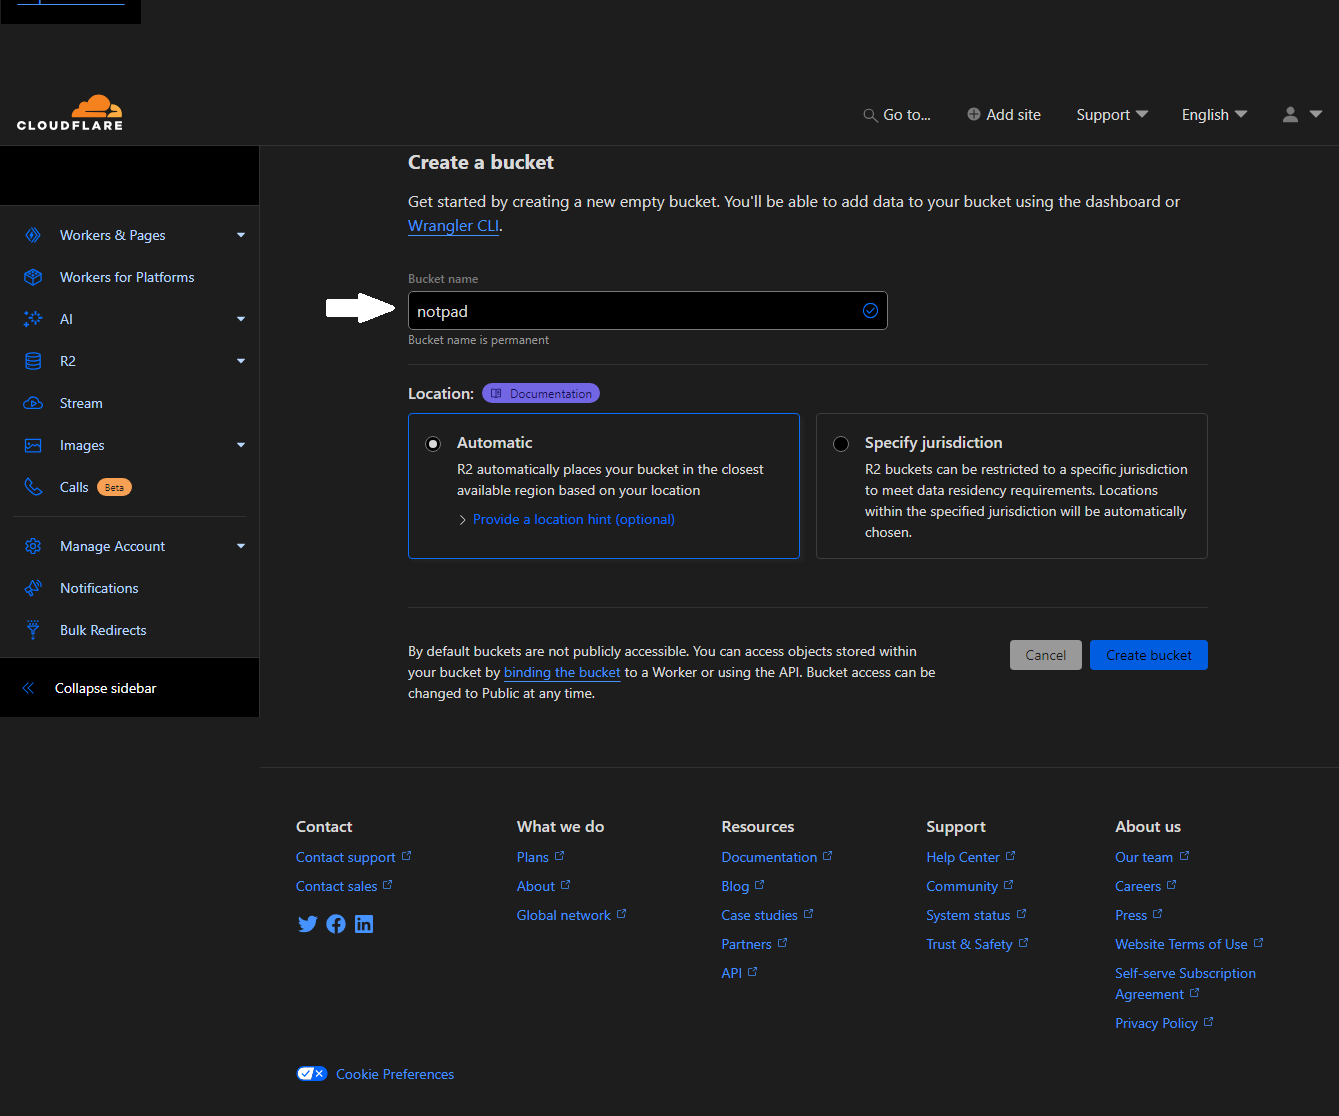 CLOUDFLARE
Go to...
Add site
Support
English
Workers & Pages
Workers for Platforms
AI
R2
Stream
Images
Calls Beta
Manage Account
Notifications
Bulk Redirects
Collapse sidebar
Create a bucket
Get started by creating a new empty bucket. You'll be able to add data to your bucket using the dashboard or
Wrangler CLI.
Bucket name
notpad
Bucket name is permanent
Location: Documentation
Automatic
R2 automatically places your bucket in the closest
available region based on your location
Provide a location hint (optional)
Specify jurisdiction
R2 buckets can be restricted to a specific jurisdiction
to meet data residency requirements. Locations
within the specified jurisdiction will be automatically
chosen.
By default buckets are not publicly accessible. You can access objects stored within
your bucket by binding the bucket to a Worker or using the API. Bucket access can be
changed to Public at any time.
Cancel
Create bucket
Contact
Contact support
Contact sales
What we do
Plans
About
Global network
Resources
Documentation
Blog
Case studies
Partners
API
Support
Help Center
Community
System status
Trust & Safety
About us
Our team
Careers
Press
Website Terms of Use
Self-serve Subscription
Agreement
Privacy Policy
Cookie Preferences